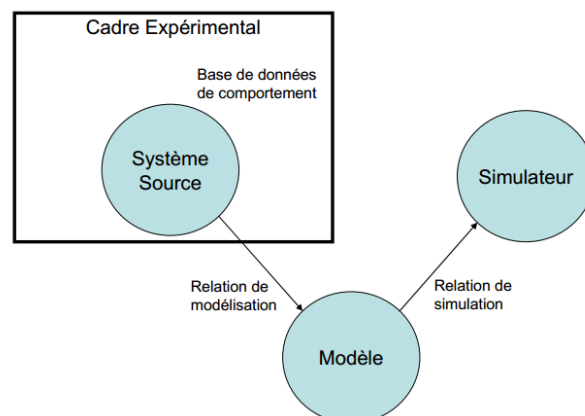 Cadre Expérimental
Base de données
de comportement
Système
Source
Simulateur
Relation de
modélisation
Relation de
simulation
Modèle